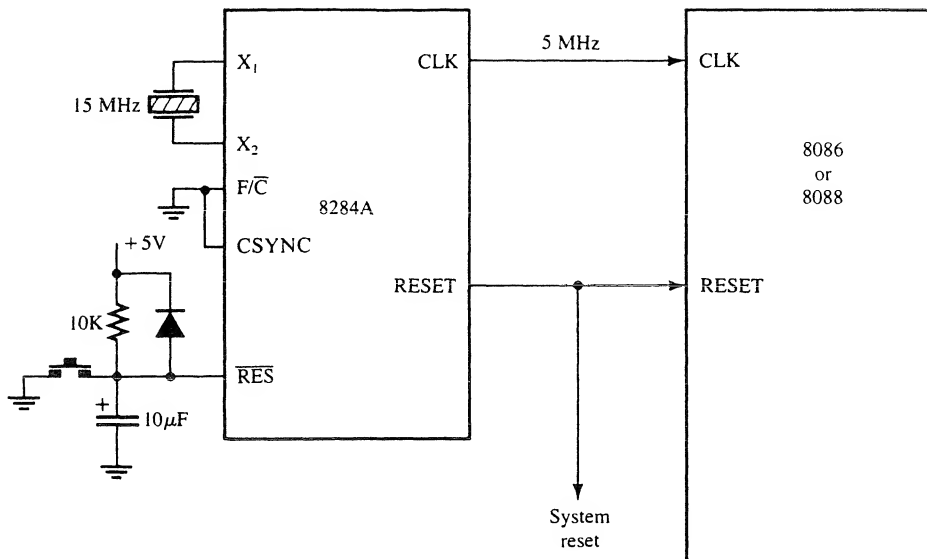 5 MHz
X₁
CLK
CLK
15 MHz
X₂
8086
or
8088
F/C̅
8284A
CSYNC
+5V
RESET
RESET
10K
R̅E̅S̅
+
10μF
System
reset